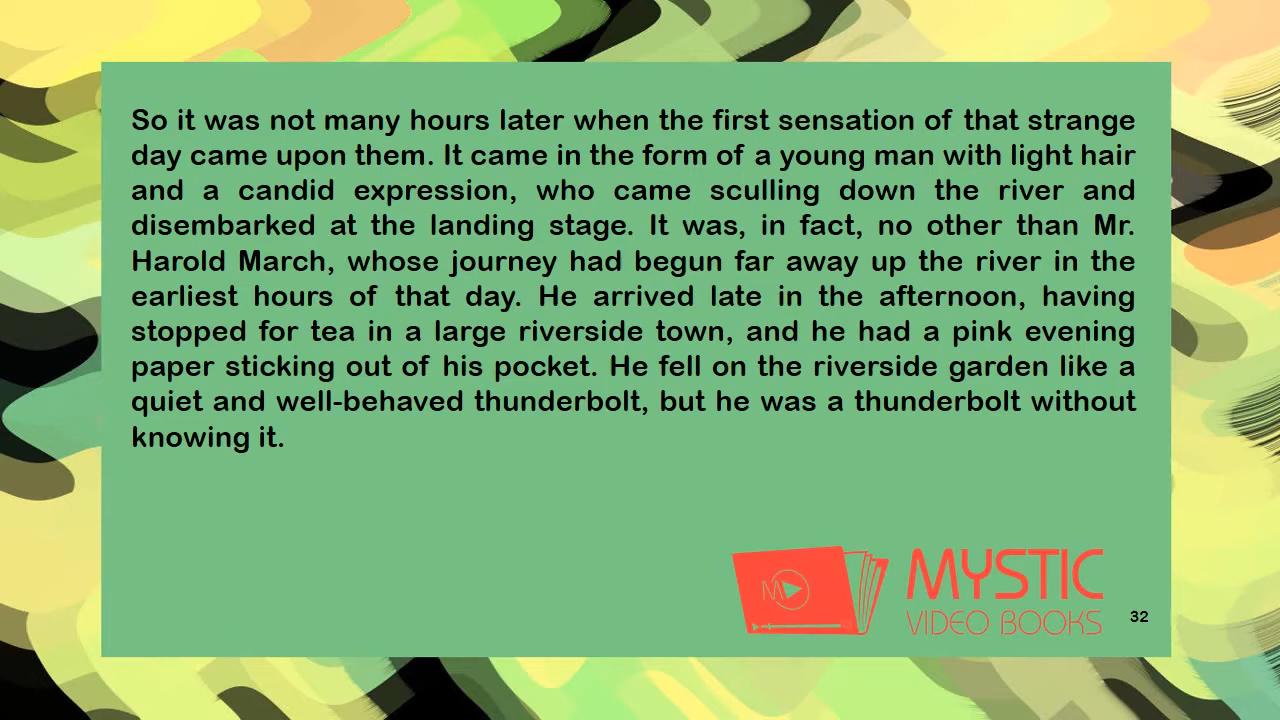 So it was not many hours later when the first sensation of that strange
day came upon them. It came in the form of a young man with light hair
and a candid expression, who came sculling down the river and
disembarked at the landing stage. It was, in fact, no other than Mr.
Harold March, whose journey had begun far away up the river in the
earliest hours of that day. He arrived late in the afternoon, having
stopped for tea in a large riverside town, and he had a pink evening
paper sticking out of his pocket. He fell on the riverside garden like a
quiet and well-behaved thunderbolt, but he was a thunderbolt without
knowing it.
M
MYSTIC
VIDEO BOOKS
32